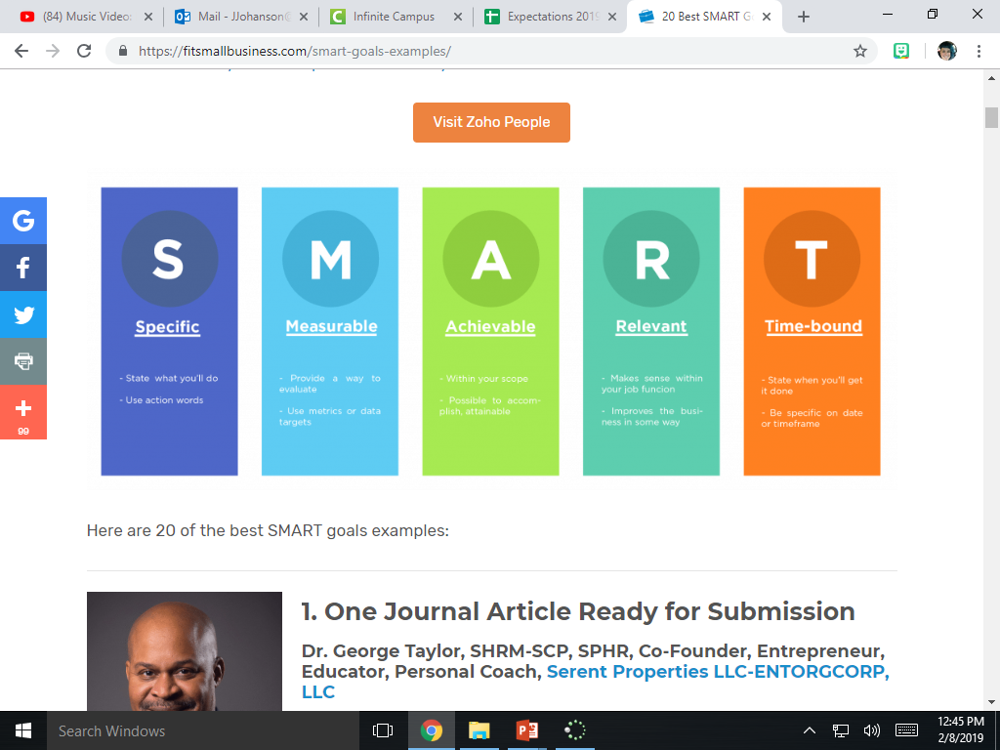 (84) Music Video:
Mail - JJohanson@
Infinite Campus
Expectations 2019
20 Best SMART G
https://fitsmallbusiness.com/smart-goals-examples/
Visit Zoho People
S
Specific
- State what you'll do
- Use action words
M
Measurable
- Provide a way to
evaluate
- Use metrics or data
targets
A
Achievable
- Within your scope
- Possible to accom-
plish, attainable
R
Relevant
- Makes sense within
your job funcion
- Improves the busi-
ness in some way
T
Time-bound
- State when you'll get
it done
- Be specific on date
or timeframe
99
Here are 20 of the best SMART goals examples:
1. One Journal Article Ready for Submission
Dr. George Taylor, SHRM-SCP, SPHR, Co-Founder, Entrepreneur,
Educator, Personal Coach, Serent Properties LLC-ENTORGCORP,
LLC
Search Windows
12:45 PM
2/8/2019